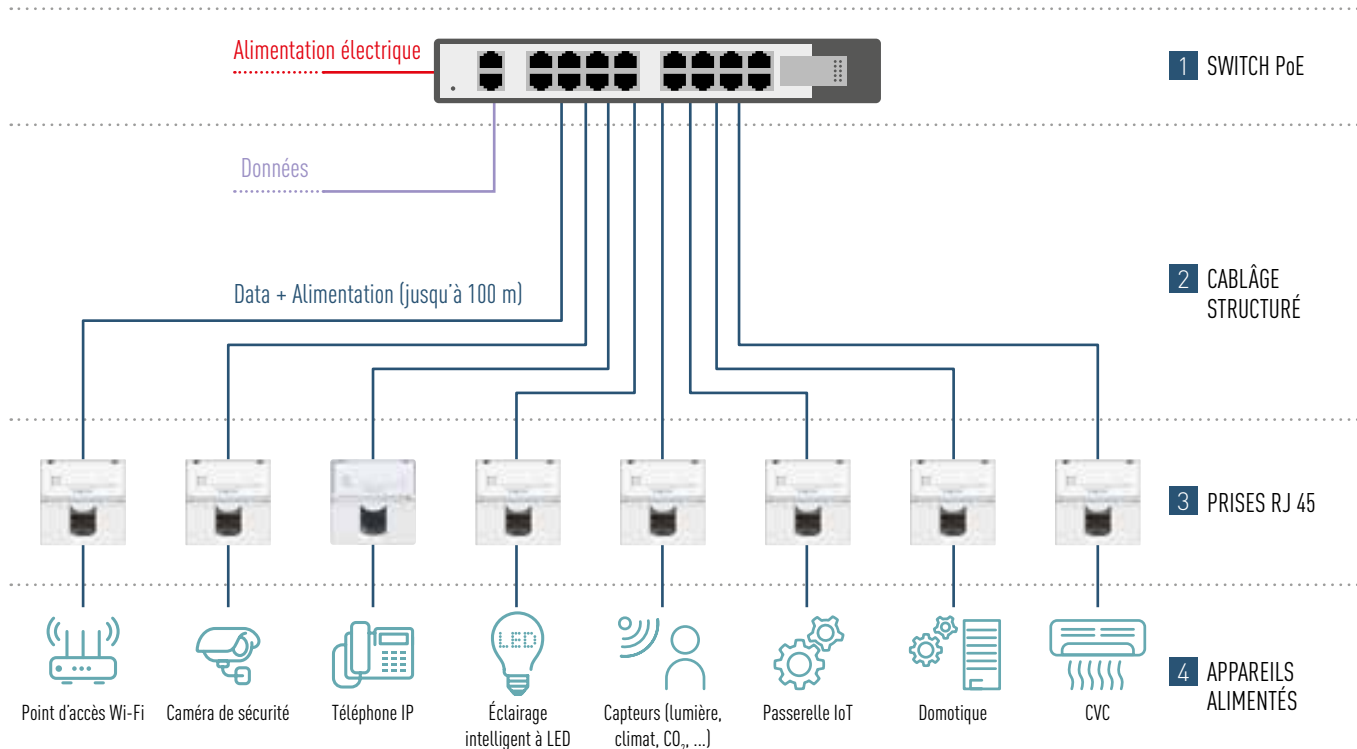 Alimentation électrique
1 SWITCH PoE
Données
Data + Alimentation (jusqu'à 100 m)
2 CABLÂGE
STRUCTURÉ
3 PRISES RJ 45
LED
4 APPAREILS
ALIMENTÉS
Point d'accès Wi-Fi
Caméra de sécurité
Téléphone IP
Éclairage
intelligent à LED
Capteurs (lumière,
climat, CO₂, ...)
Passerelle IoT
Domotique
CVC